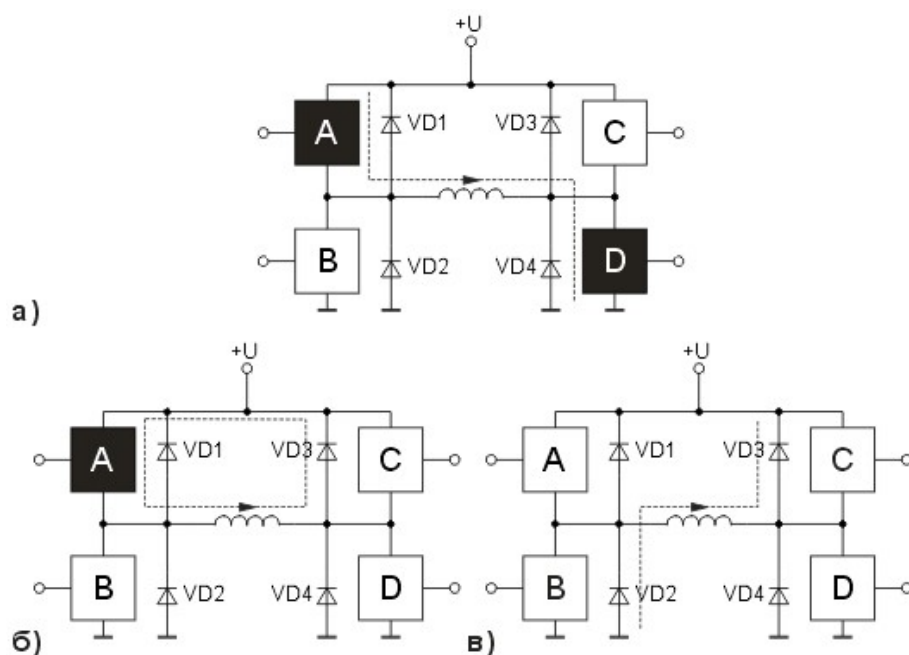 +U
A VD1 VD3 C
B VD2 VD4 D
а)
+U +U
A VD1 VD3 C A VD1 VD3 C
B VD2 VD4 D B VD2 VD4 D
б) в)